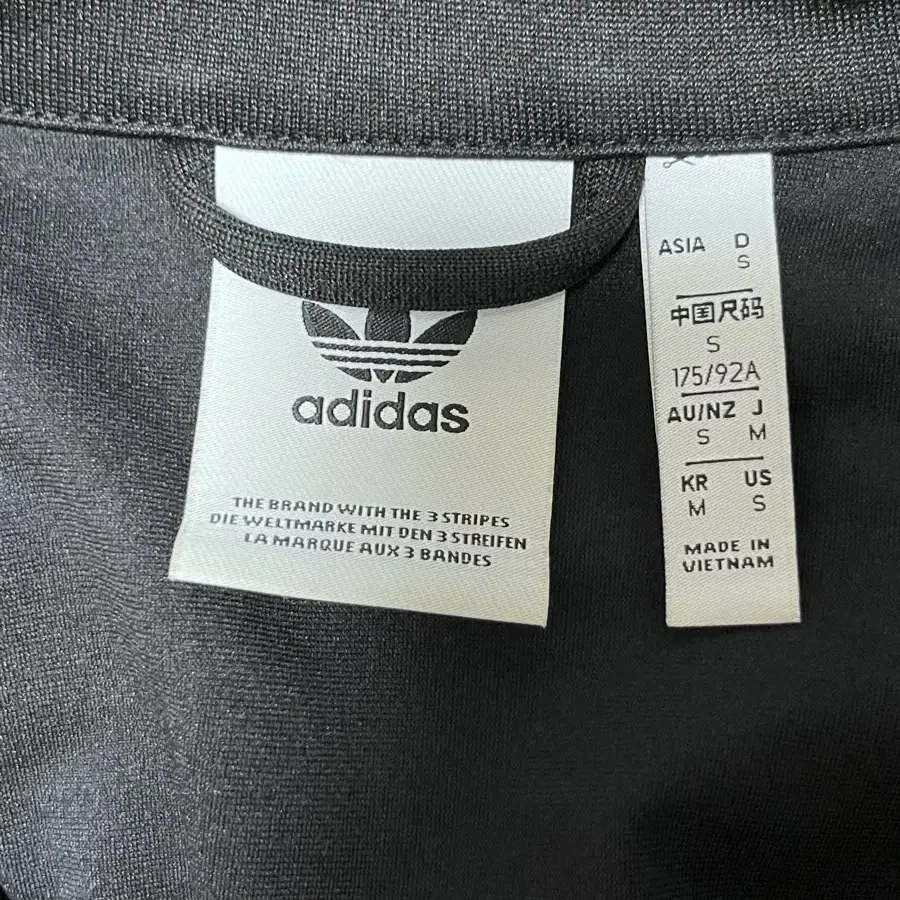 adidas
THE BRAND WITH THE 3 STRIPES
DIE WELTMARKE MIT DEN 3 STREIFEN
LA MARQUE AUX 3 BANDES
ASIA D
S
中国尺码
S
175/92A
AU/NZ J
S M
KR US
M S
MADE IN
VIETNAM